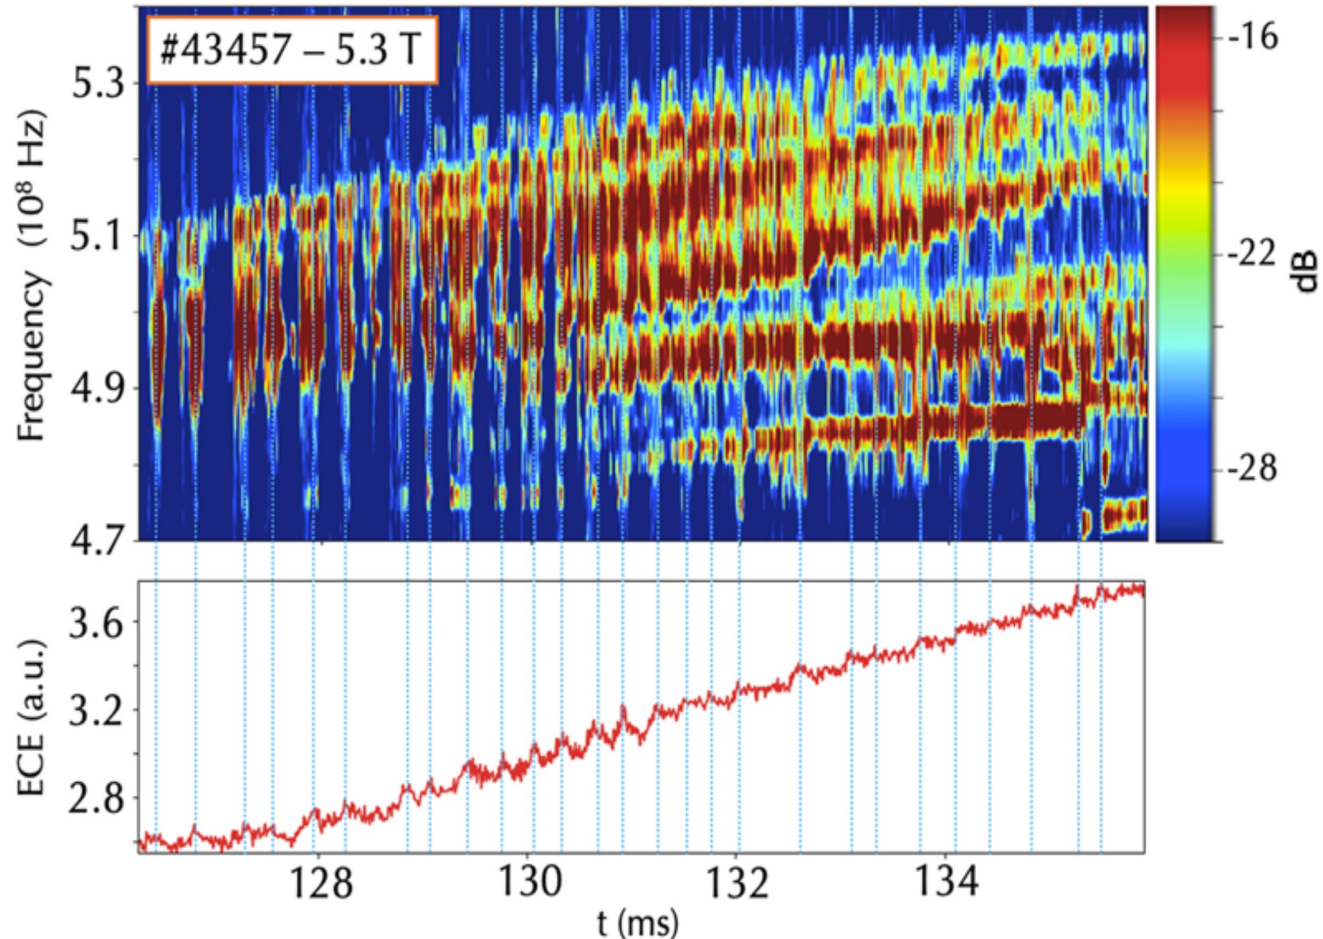 #43457 – 5.3 T
Frequency (10⁸ Hz)
5.3
5.1
4.9
4.7
-16
-22
-28
dB
ECE (a.u.)
3.6
3.2
2.8
128 130 132 134
t (ms)